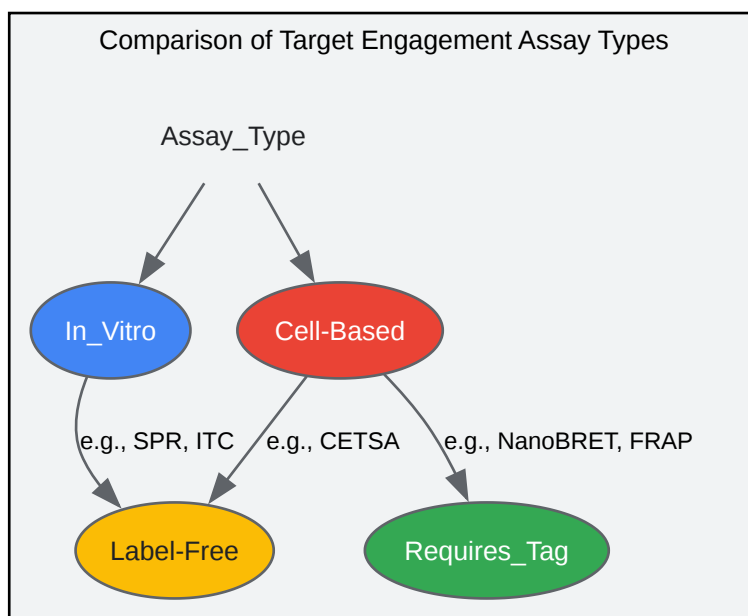 Comparison of Target Engagement Assay Types
Assay_Type
In_Vitro
Cell-Based
e.g., SPR, ITC
e.g., CETSA
e.g., NanoBRET, FRAP
Label-Free
Requires_Tag